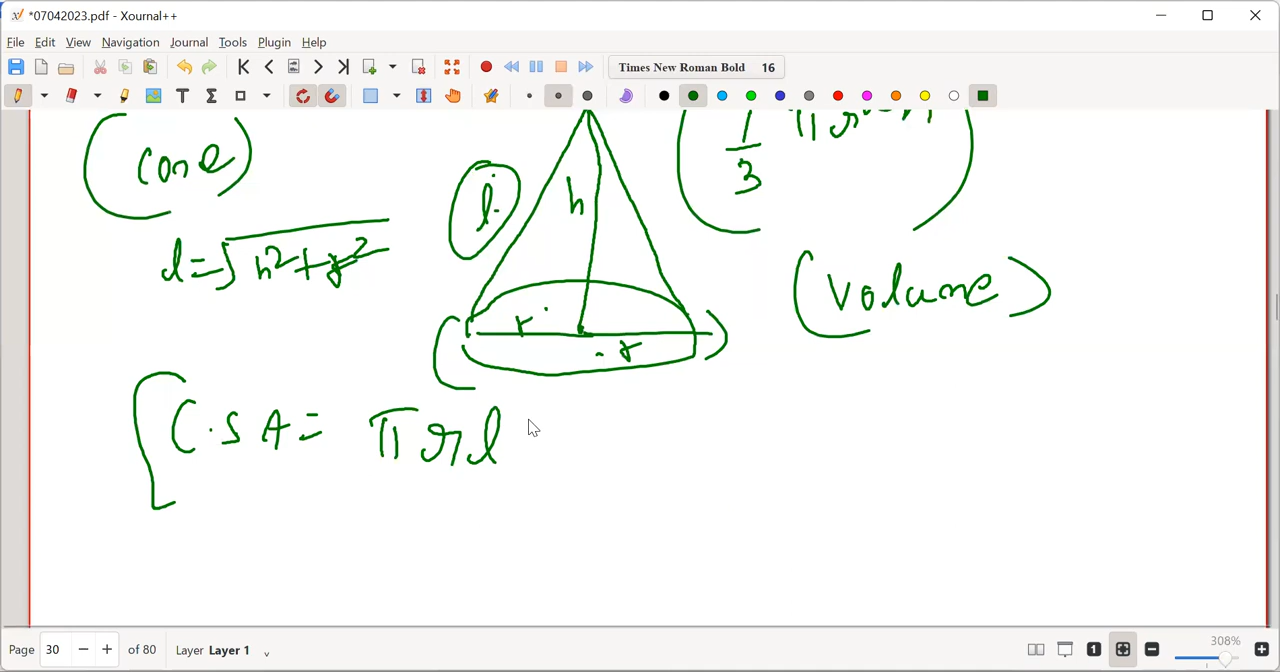 *07042023.pdf - Xournal++
File Edit View Navigation Journal Tools Plugin Help
Times New Roman Bold 16
Cone
1/3 πr²h
l
h
l=√h²+r²
(Volume)
r
r
C.S A= πrl
Page 30 of 80 Layer Layer 1 308%